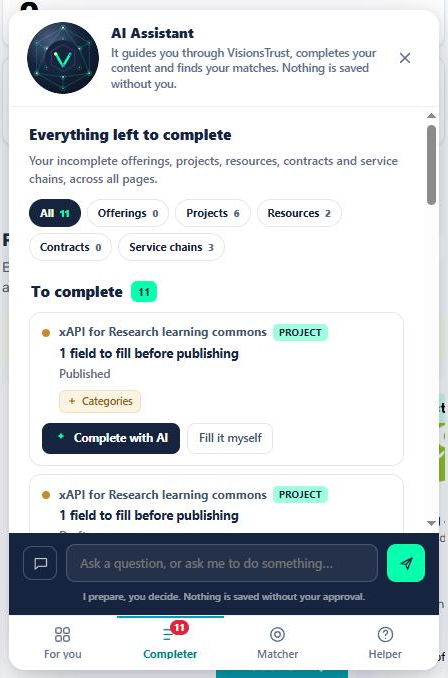 AI Assistant
It guides you through VisionsTrust, completes your
content and finds your matches. Nothing is saved
without you.
Everything left to complete
Your incomplete offerings, projects, resources, contracts and service
chains, across all pages.
All 11 Offerings 0 Projects 6 Resources 2
Contracts 0 Service chains 3
To complete 11
xAPI for Research learning commons PROJECT
1 field to fill before publishing
Published
+ Categories
Complete with AI Fill it myself
xAPI for Research learning commons PROJECT
1 field to fill before publishing
Ask a question, or ask me to do something...
I prepare, you decide. Nothing is saved without your approval.
11
For you Completer Matcher Helper